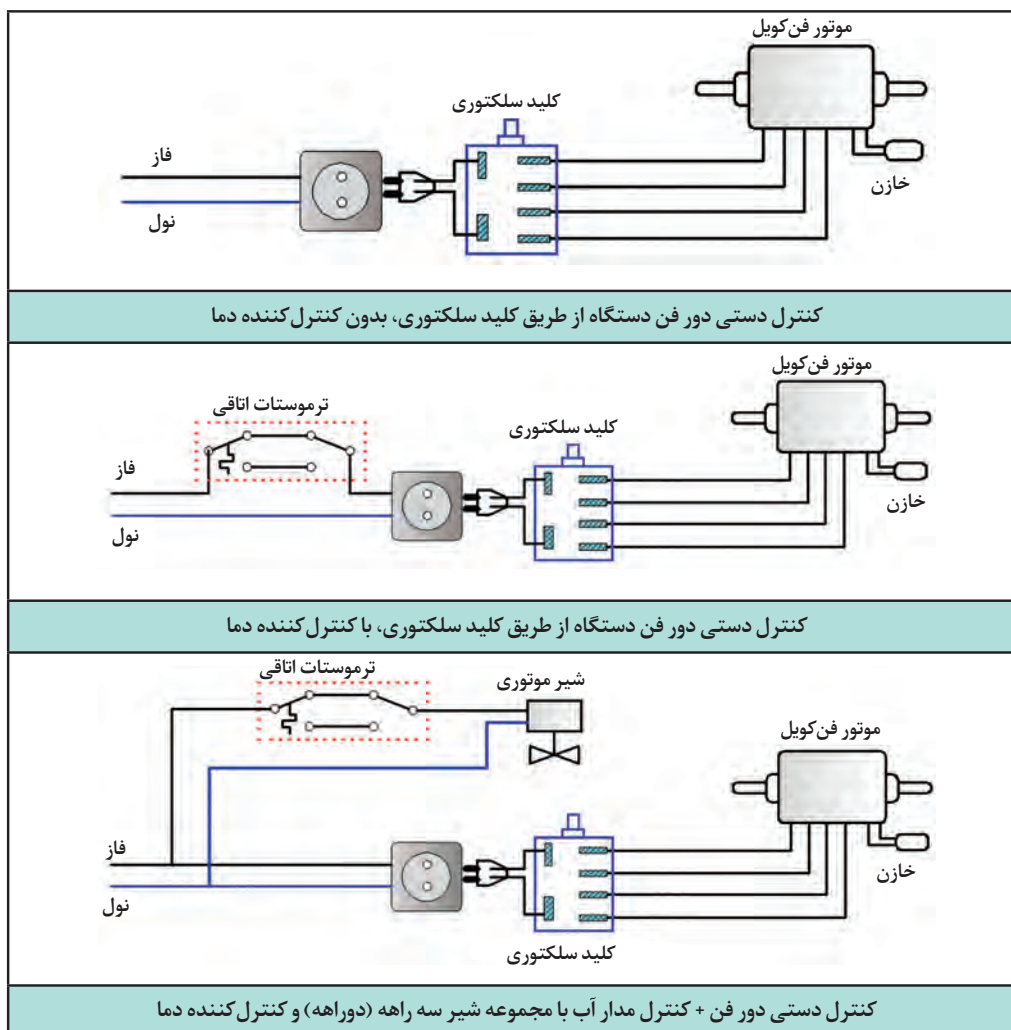 موتور فن‌کویل
کلید سلکتوری
فاز
نول
خازن
کنترل دستی دور فن دستگاه از طریق کلید سلکتوری، بدون کنترل‌کننده دما
موتور فن‌کویل
ترموستات اتاقی
کلید سلکتوری
فاز
نول
خازن
کنترل دستی دور فن دستگاه از طریق کلید سلکتوری، با کنترل‌کننده دما
ترموستات اتاقی
شیر موتوری
موتور فن‌کویل
فاز
نول
خازن
کلید سلکتوری
کنترل دستی دور فن + کنترل مدار آب با مجموعه شیر سه راهه (دوراهه) و کنترل‌کننده دما